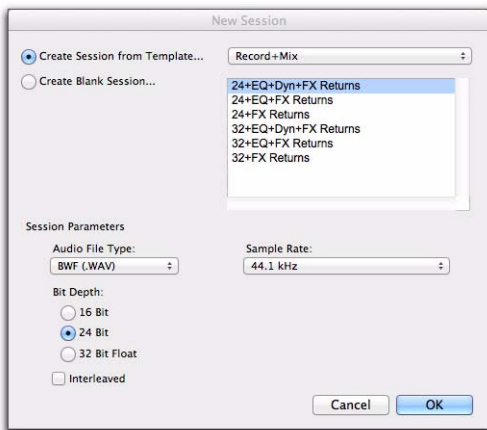 New Session
Create Session from Template...
Record+Mix
Create Blank Session...
24+EQ+Dyn+FX Returns
24+EQ+FX Returns
24+FX Returns
32+EQ+Dyn+FX Returns
32+EQ+FX Returns
32+FX Returns
Session Parameters
Audio File Type:
Sample Rate:
BWF (.WAV)
44.1 kHz
Bit Depth:
16 Bit
24 Bit
32 Bit Float
Interleaved
Cancel
OK